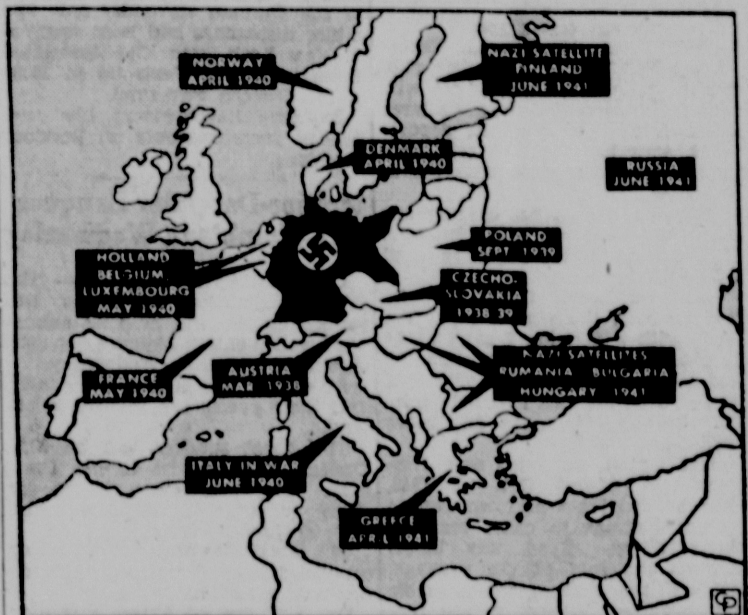 NORWAY
APRIL 1940
NAZI SATELLITE
FINLAND
JUNE 1941
DENMARK
APRIL 1940
RUSSIA
JUNE 1941
POLAND
SEPT. 1939
HOLLAND
BELGIUM,
LUXEMBOURG
MAY 1940
CZECHO-
SLOVAKIA
1938-39
FRANCE
MAY 1940
AUSTRIA
MAR. 1938
NAZI SATELLITES
RUMANIA BULGARIA
HUNGARY 1941
ITALY IN WAR
JUNE 1940
GREECE
APRIL 1941
CP